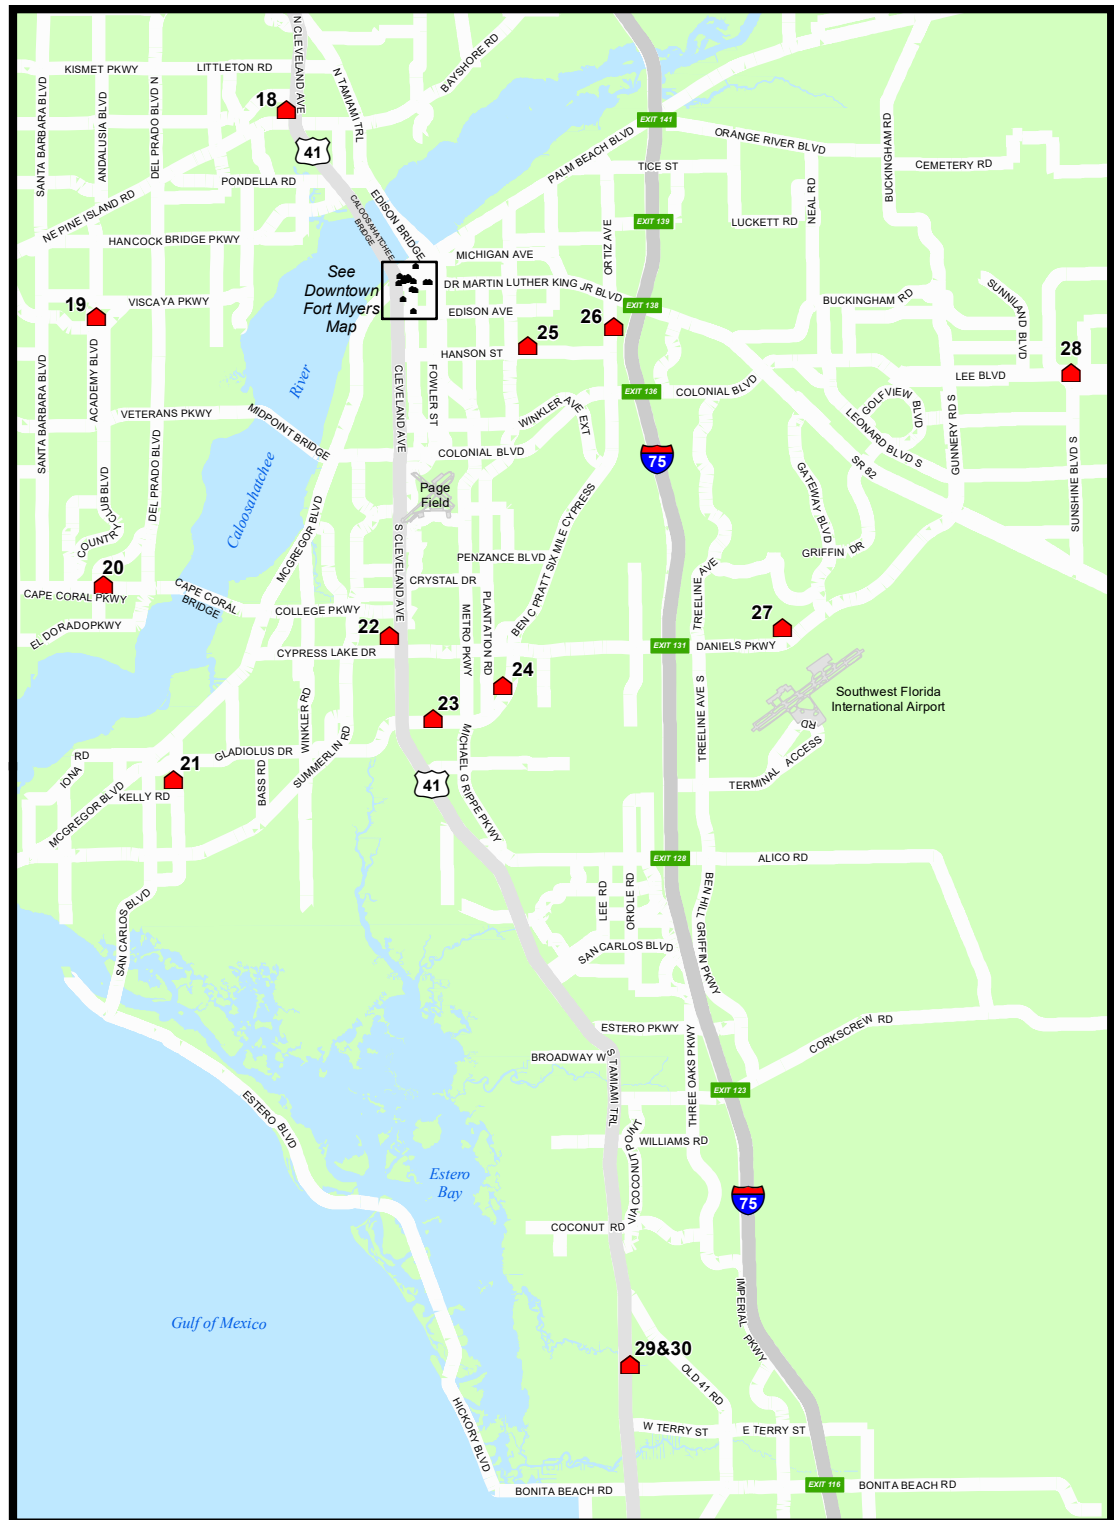 N CLEVELAND AVE
KISMET PKWY
LITTLETON RD
N TAMIAMI TRL
BAYSHORE RD
SANTA BARBARA BLVD
ANDALUSIA BLVD
DEL PRADO BLVD N
18
41
EXIT 141
PALM BEACH BLVD
ORANGE RIVER BLVD
BUCKINGHAM RD
CEMETERY RD
TICE ST
PONDELLA RD
NE PINE ISLAND RD
EDISON BRIDGE
CALOOSAHATCHEE
BRIDGE
NEAL RD
LUCKETT RD
EXIT 139
ORTIZ AVE
HANCOCK BRIDGE PKWY
MICHIGAN AVE
See
Downtown
Fort Myers
Map
DR MARTIN LUTHER KING JR BLVD
EXIT 138
BUCKINGHAM RD
SUNNILAND BLVD
19
VISCAYA PKWY
EDISON AVE
26
25
HANSON ST
28
ACADEMY BLVD
SANTA BARBARA BLVD
River
CLEVELAND AVE
FOWLER ST
EXIT 136
COLONIAL BLVD
LEE BLVD
GOLFVIEW BLVD
LEONARD BLVD S
GUNNERY RD S
VETERANS PKWY
MIDPOINT BRIDGE
WINKLER AVE EXT
COLONIAL BLVD
75
SR 82
DEL PRADO BLVD
Caloosahatchee
Page
Field
GATEWAY BLVD
SUNSHINE BLVD S
COUNTRY CLUB BLVD
MCGREGOR BLVD
S CLEVELAND AVE
BEN C PRATT SIX MILE CYPRESS
GRIFFIN DR
PENZANCE BLVD
CRYSTAL DR
TREELINE AVE
20
CAPE CORAL PKWY
CAPE CORAL
BRIDGE
COLLEGE PKWY
METRO PKWY
PLANTATION RD
EL DORADO PKWY
22
27
CYPRESS LAKE DR
EXIT 131
DANIELS PKWY
24
Southwest Florida
International Airport
TREELINE AVE S
WINKLER RD
23
GLADIOLUS DR
SUMMERLIN RD
MICHAEL G RIPPE PKWY
TERMINAL ACCESS RD
IONA RD
21
KELLY RD
BASS RD
41
MCGREGOR BLVD
EXIT 128
ALICO RD
LEE RD
ORIOLE RD
BEN HILL GRIFFIN PKWY
SAN CARLOS BLVD
SAN CARLOS BLVD
ESTERO PKWY
CORKSCREW RD
BROADWAY W
S TAMIAMI TRL
THREE OAKS PKWY
EXIT 123
ESTERO BLVD
WILLIAMS RD
VIA COCONUT POINT
Estero
Bay
75
COCONUT RD
IMPERIAL PKWY
Gulf of Mexico
29&30
OLD 41 RD
HICKORY BLVD
W TERRY ST
E TERRY ST
BONITA BEACH RD
EXIT 116
BONITA BEACH RD